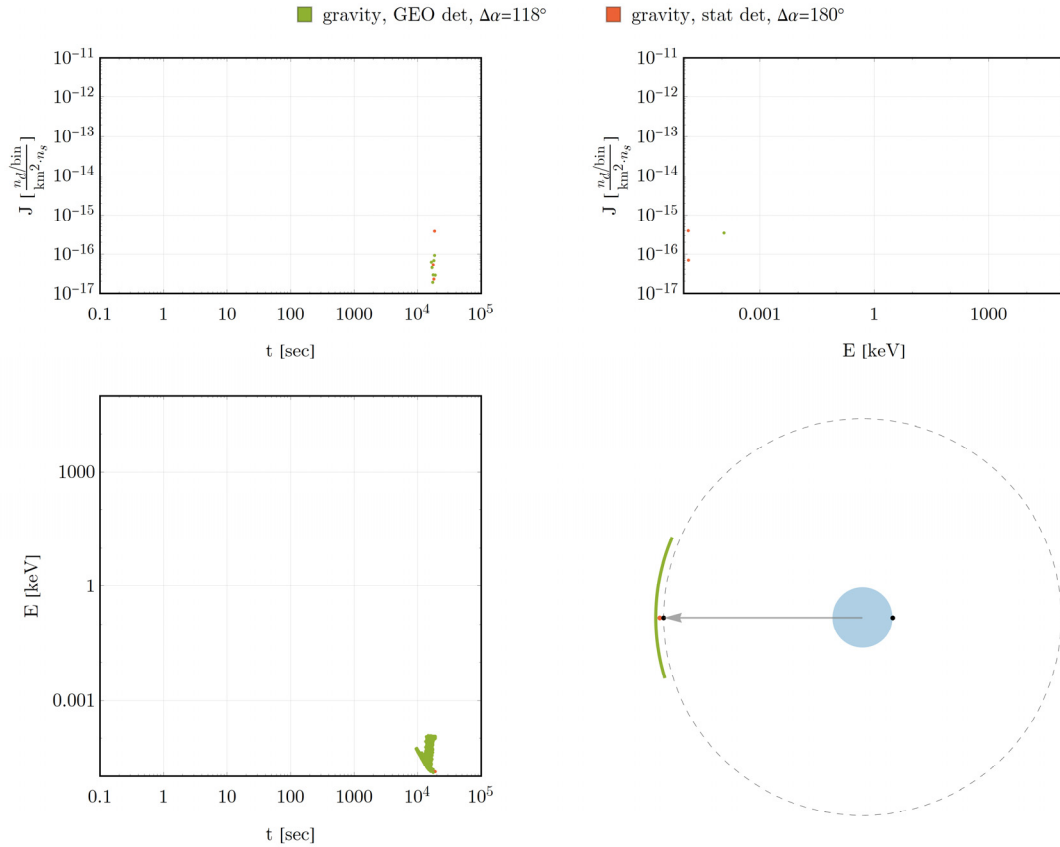 gravity, GEO det, Δα=118° gravity, stat det, Δα=180°
10⁻¹¹
10⁻¹²
10⁻¹³
10⁻¹⁴
10⁻¹⁵
10⁻¹⁶
10⁻¹⁷
J [n_d/bin / km²·n_s]
0.1 1 10 100 1000 10⁴ 10⁵
t [sec]
10⁻¹¹
10⁻¹²
10⁻¹³
10⁻¹⁴
10⁻¹⁵
10⁻¹⁶
10⁻¹⁷
J [n_d/bin / km²·n_s]
0.001 1 1000
E [keV]
1000
1
0.001
E [keV]
0.1 1 10 100 1000 10⁴ 10⁵
t [sec]